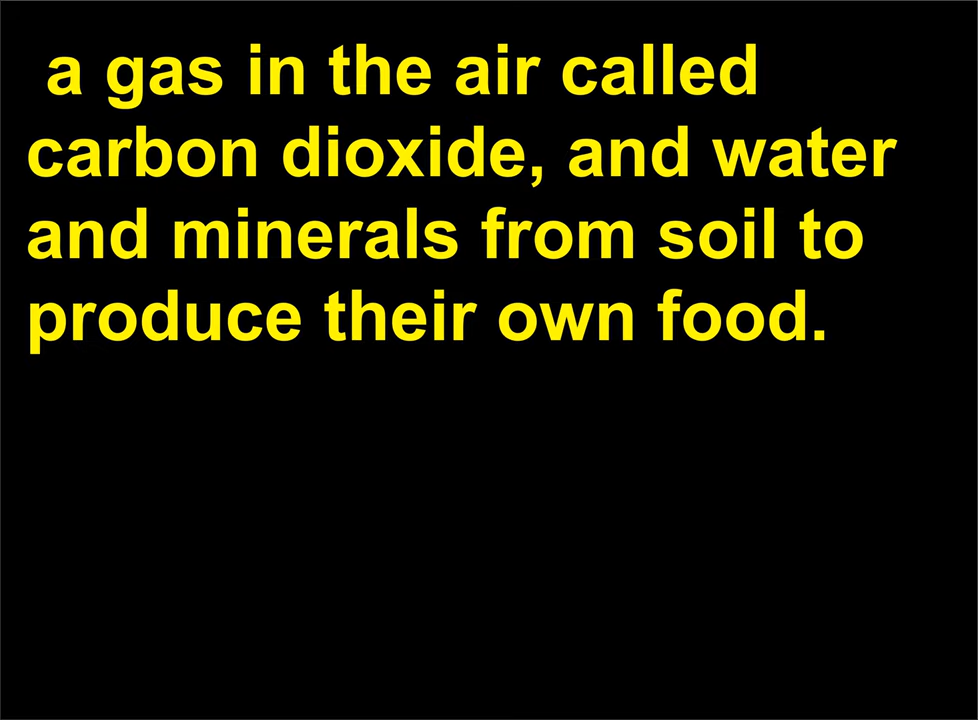 a gas in the air called
carbon dioxide, and water
and minerals from soil to
produce their own food.